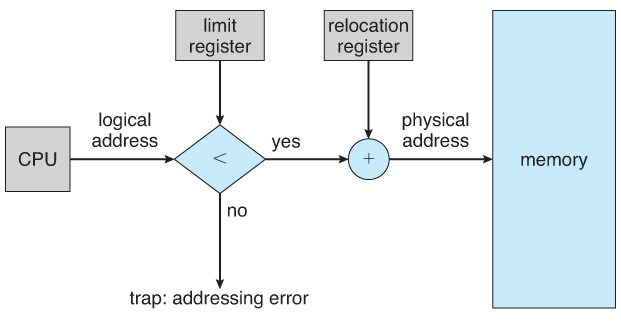 limit
register
relocation
register
logical
address
physical
address
CPU
<
yes
+
memory
no
trap: addressing error